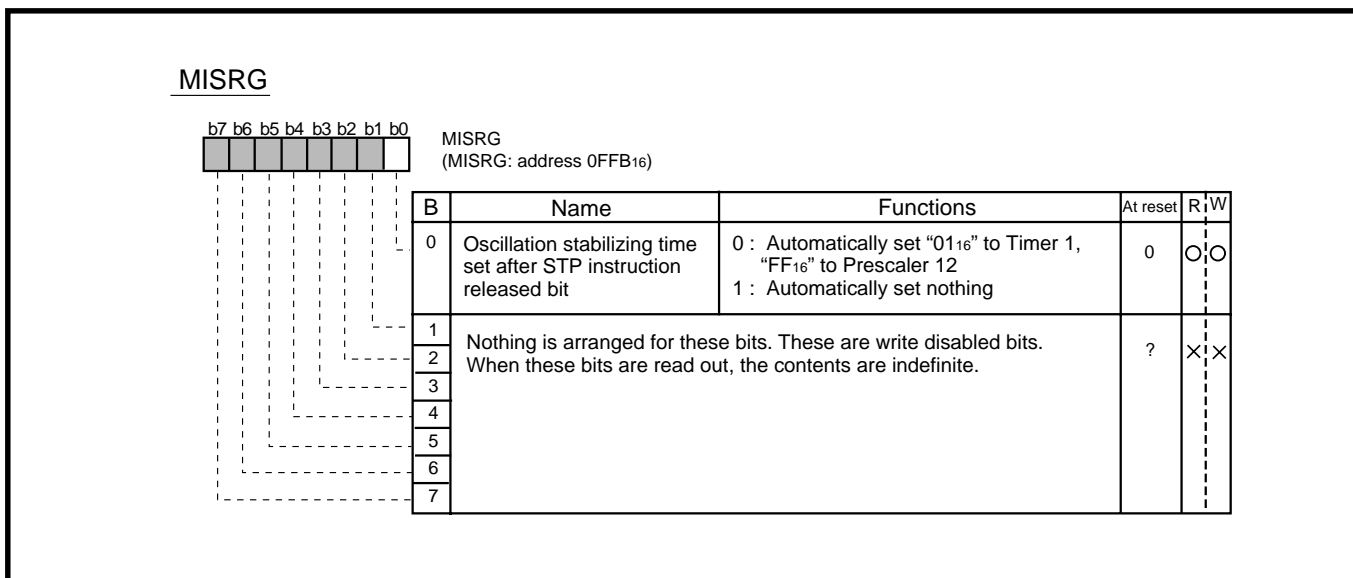 MISRG
b7 b6 b5 b4 b3 b2 b1 b0
MISRG
(MISRG: address 0FFB16)
B Name Functions At reset R W
0 Oscillation stabilizing time set after STP instruction released bit
0 : Automatically set “0116” to Timer 1,
“FF16” to Prescaler 12
1 : Automatically set nothing
0 O O
1
2
3
4
5
6
7
Nothing is arranged for these bits. These are write disabled bits.
When these bits are read out, the contents are indefinite.
? × ×